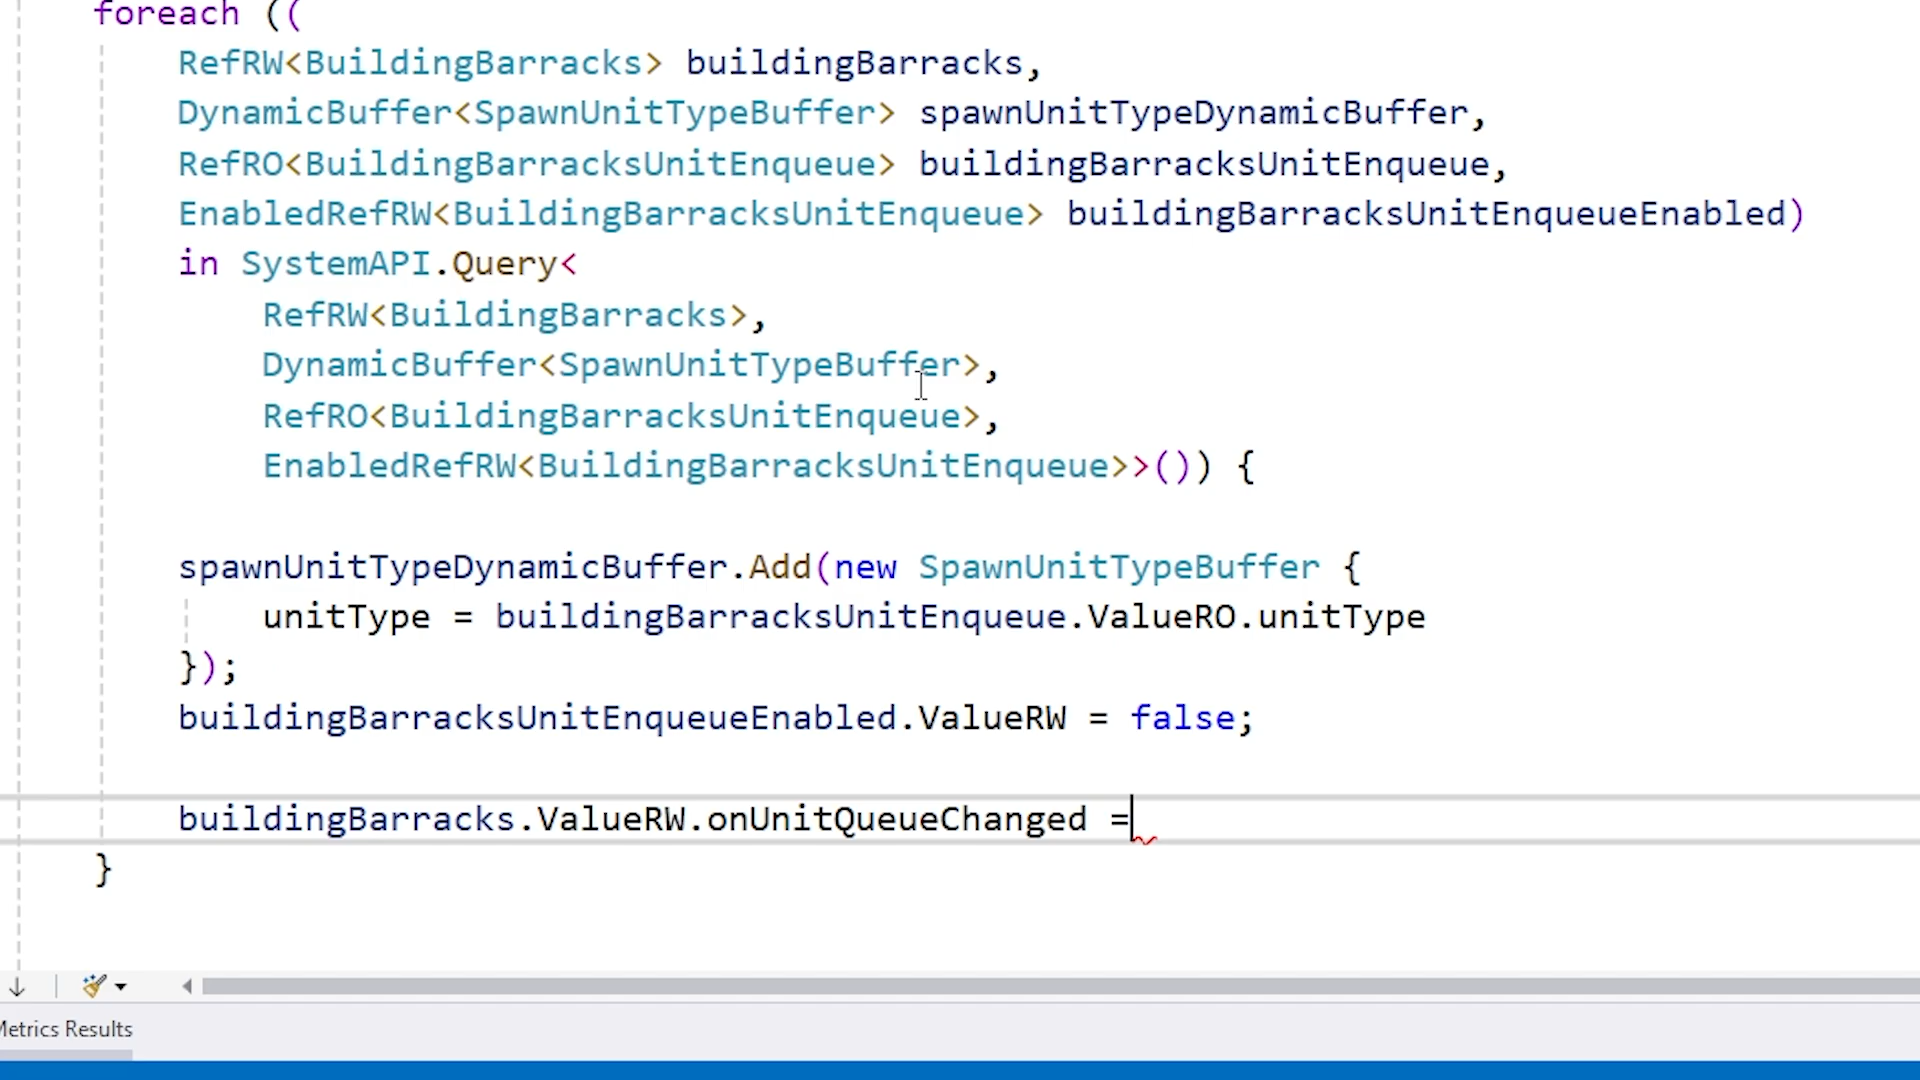 foreach ((
RefRW<BuildingBarracks> buildingBarracks,
DynamicBuffer<SpawnUnitTypeBuffer> spawnUnitTypeDynamicBuffer,
RefRO<BuildingBarracksUnitEnqueue> buildingBarracksUnitEnqueue,
EnabledRefRW<BuildingBarracksUnitEnqueue> buildingBarracksUnitEnqueueEnabled)
in SystemAPI.Query<
RefRW<BuildingBarracks>,
DynamicBuffer<SpawnUnitTypeBuffer>,
RefRO<BuildingBarracksUnitEnqueue>,
EnabledRefRW<BuildingBarracksUnitEnqueue>>()) {
spawnUnitTypeDynamicBuffer.Add(new SpawnUnitTypeBuffer {
unitType = buildingBarracksUnitEnqueue.ValueRO.unitType
});
buildingBarracksUnitEnqueueEnabled.ValueRW = false;
buildingBarracks.ValueRW.onUnitQueueChanged =
}
Metrics Results